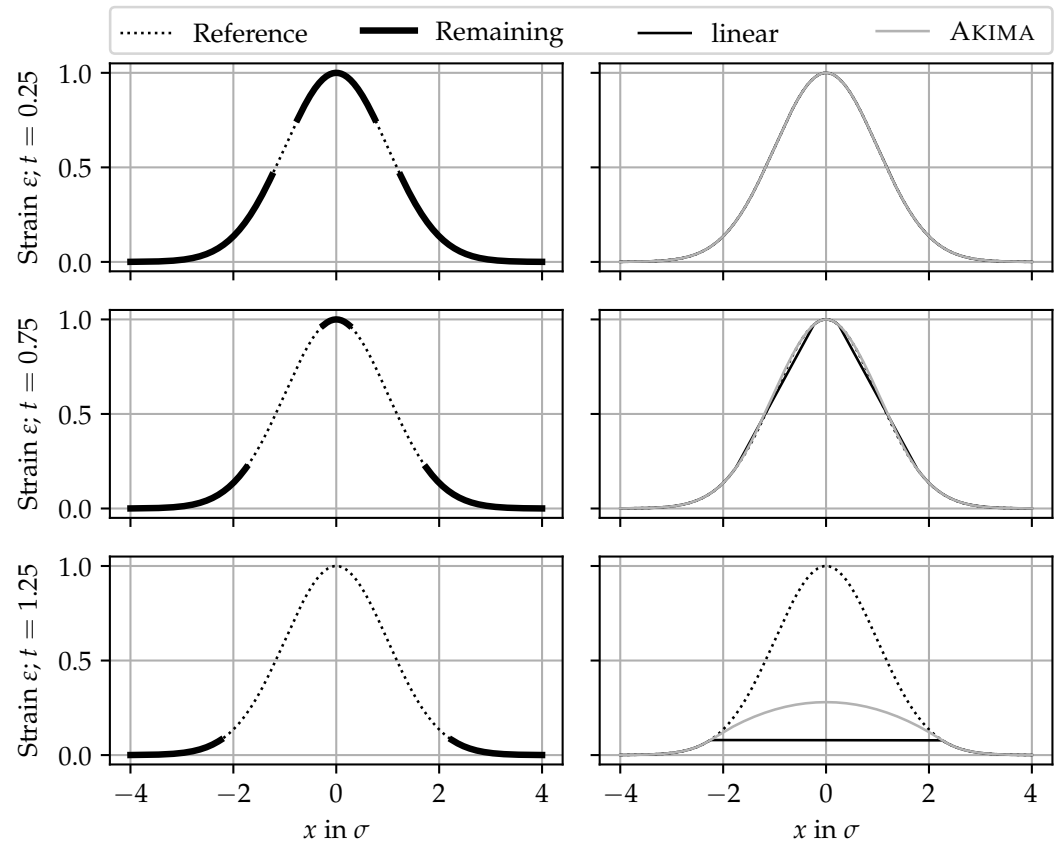 Reference Remaining linear AKIMA
Strain ε; t = 0.25
1.0
0.5
0.0
Strain ε; t = 0.75
1.0
0.5
0.0
Strain ε; t = 1.25
1.0
0.5
0.0
−4 −2 0 2 4
−4 −2 0 2 4
x in σ
x in σ